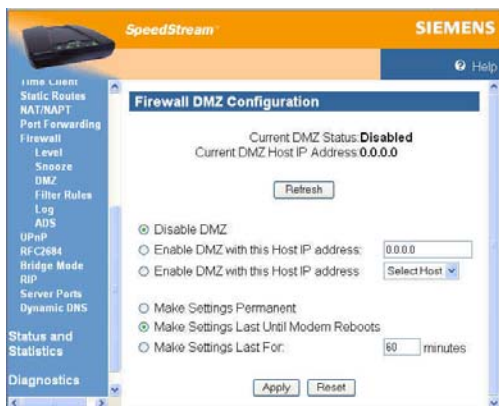 SpeedStream
SIEMENS
Help
Time Client
Static Routes
NAT/NAPT
Port Forwarding
Firewall
Level
Snooze
DMZ
Filter Rules
Log
ADS
UPnP
RFC2684
Bridge Mode
RIP
Server Ports
Dynamic DNS
Status and
Statistics
Diagnostics
Firewall DMZ Configuration
Current DMZ Status:Disabled
Current DMZ Host IP Address:0.0.0.0
Refresh
Disable DMZ
Enable DMZ with this Host IP address: 0.0.0.0
Enable DMZ with this Host IP address Select Host
Make Settings Permanent
Make Settings Last Until Modem Reboots
Make Settings Last For: 60 minutes
Apply Reset